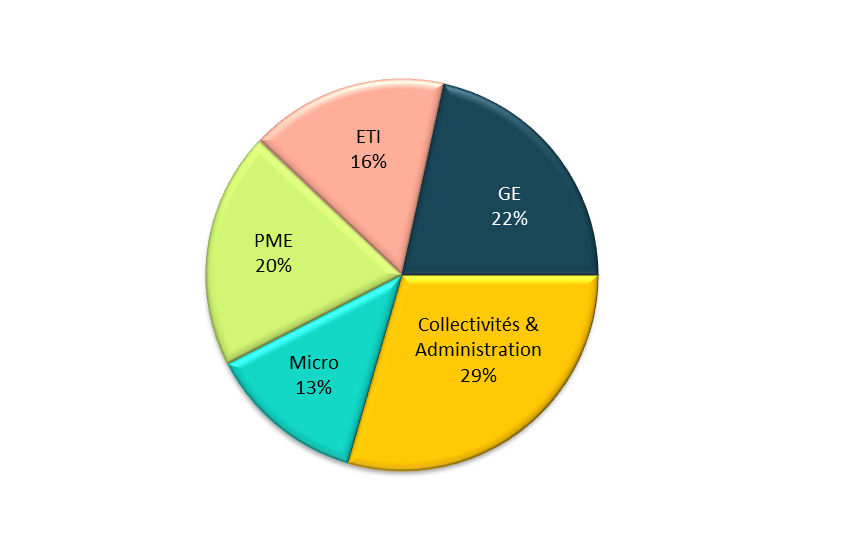 ETI
16%
GE
22%
PME
20%
Collectivités &
Administration
29%
Micro
13%